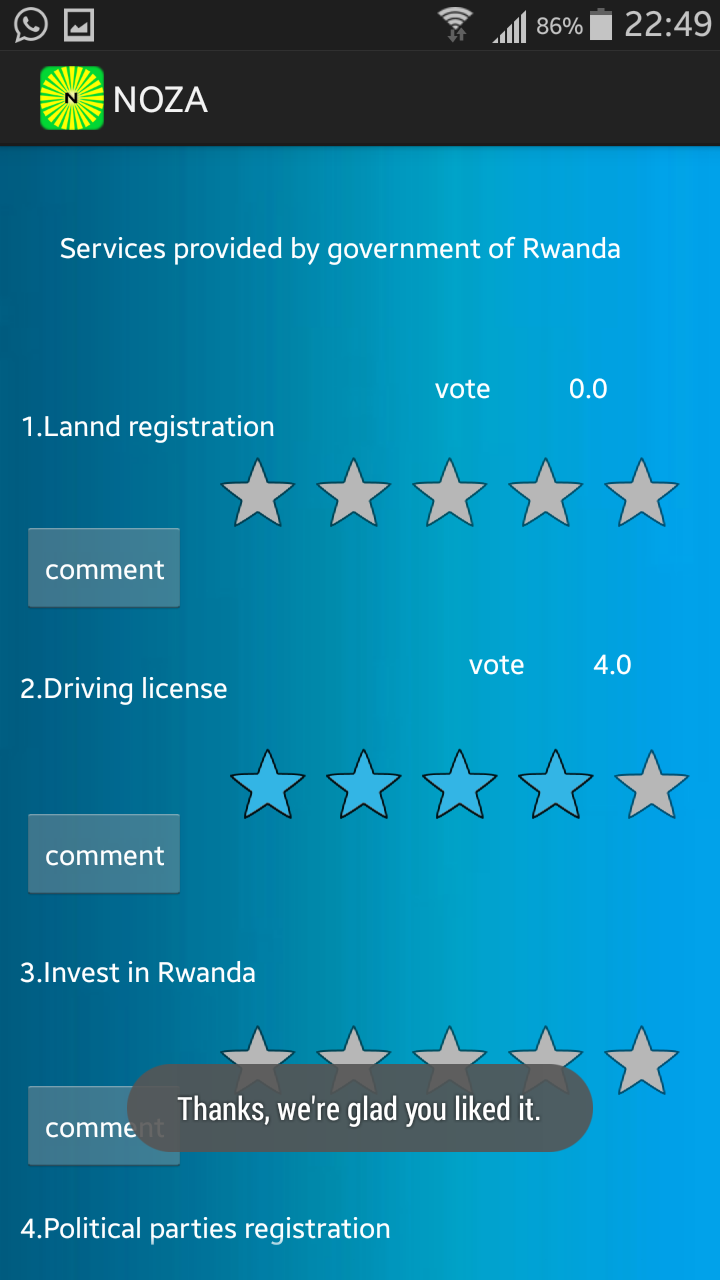 86% 22:49
N NOZA
Services provided by government of Rwanda
vote 0.0
1.Lannd registration
comment
vote 4.0
2.Driving license
comment
3.Invest in Rwanda
comment
Thanks, we're glad you liked it.
4.Political parties registration